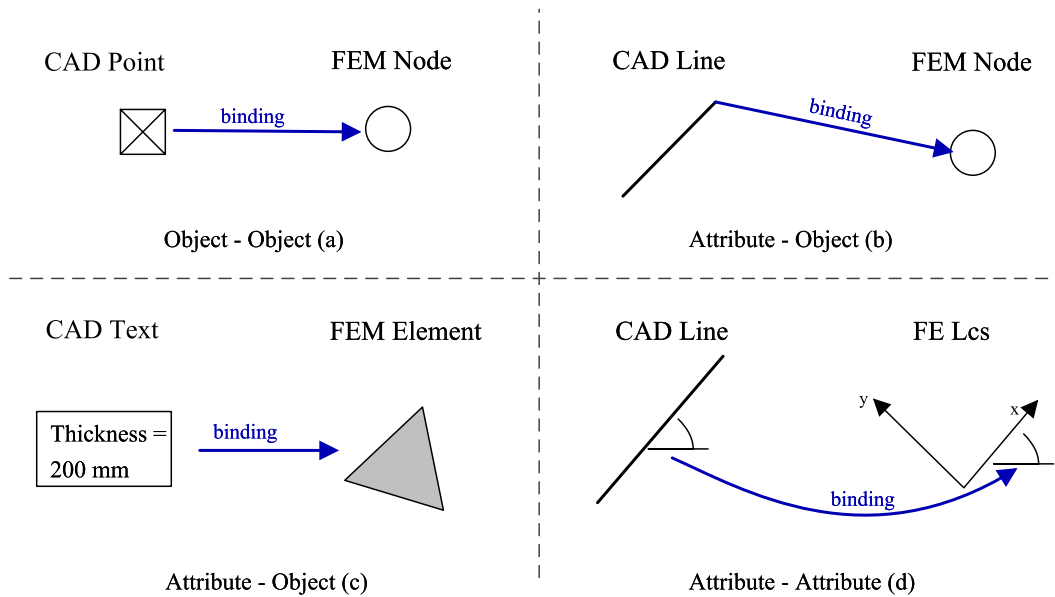 CAD Point
FEM Node
binding
Object - Object (a)
CAD Line
FEM Node
binding
Attribute - Object (b)
CAD Text
FEM Element
Thickness =
200 mm
binding
Attribute - Object (c)
CAD Line
FE Lcs
y
x
binding
Attribute - Attribute (d)